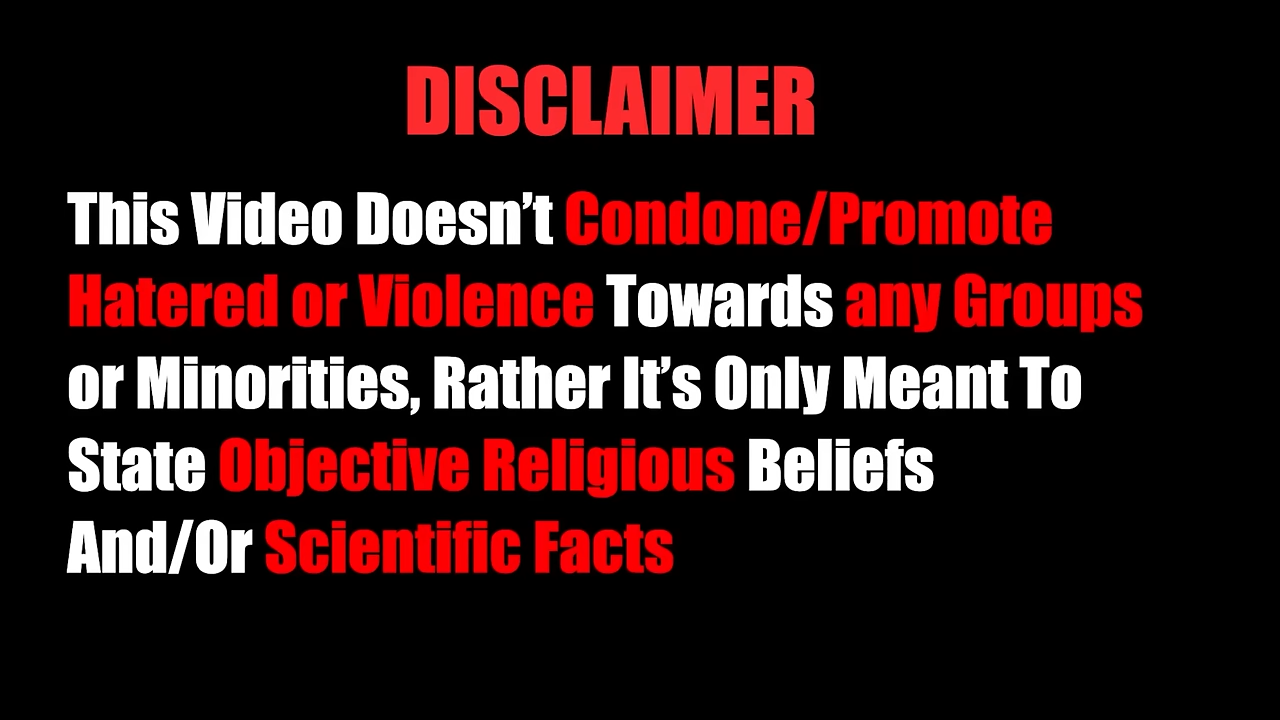 DISCLAIMER
This Video Doesn’t Condone/Promote
Hatered or Violence Towards any Groups
or Minorities, Rather It’s Only Meant To
State Objective Religious Beliefs
And/Or Scientific Facts